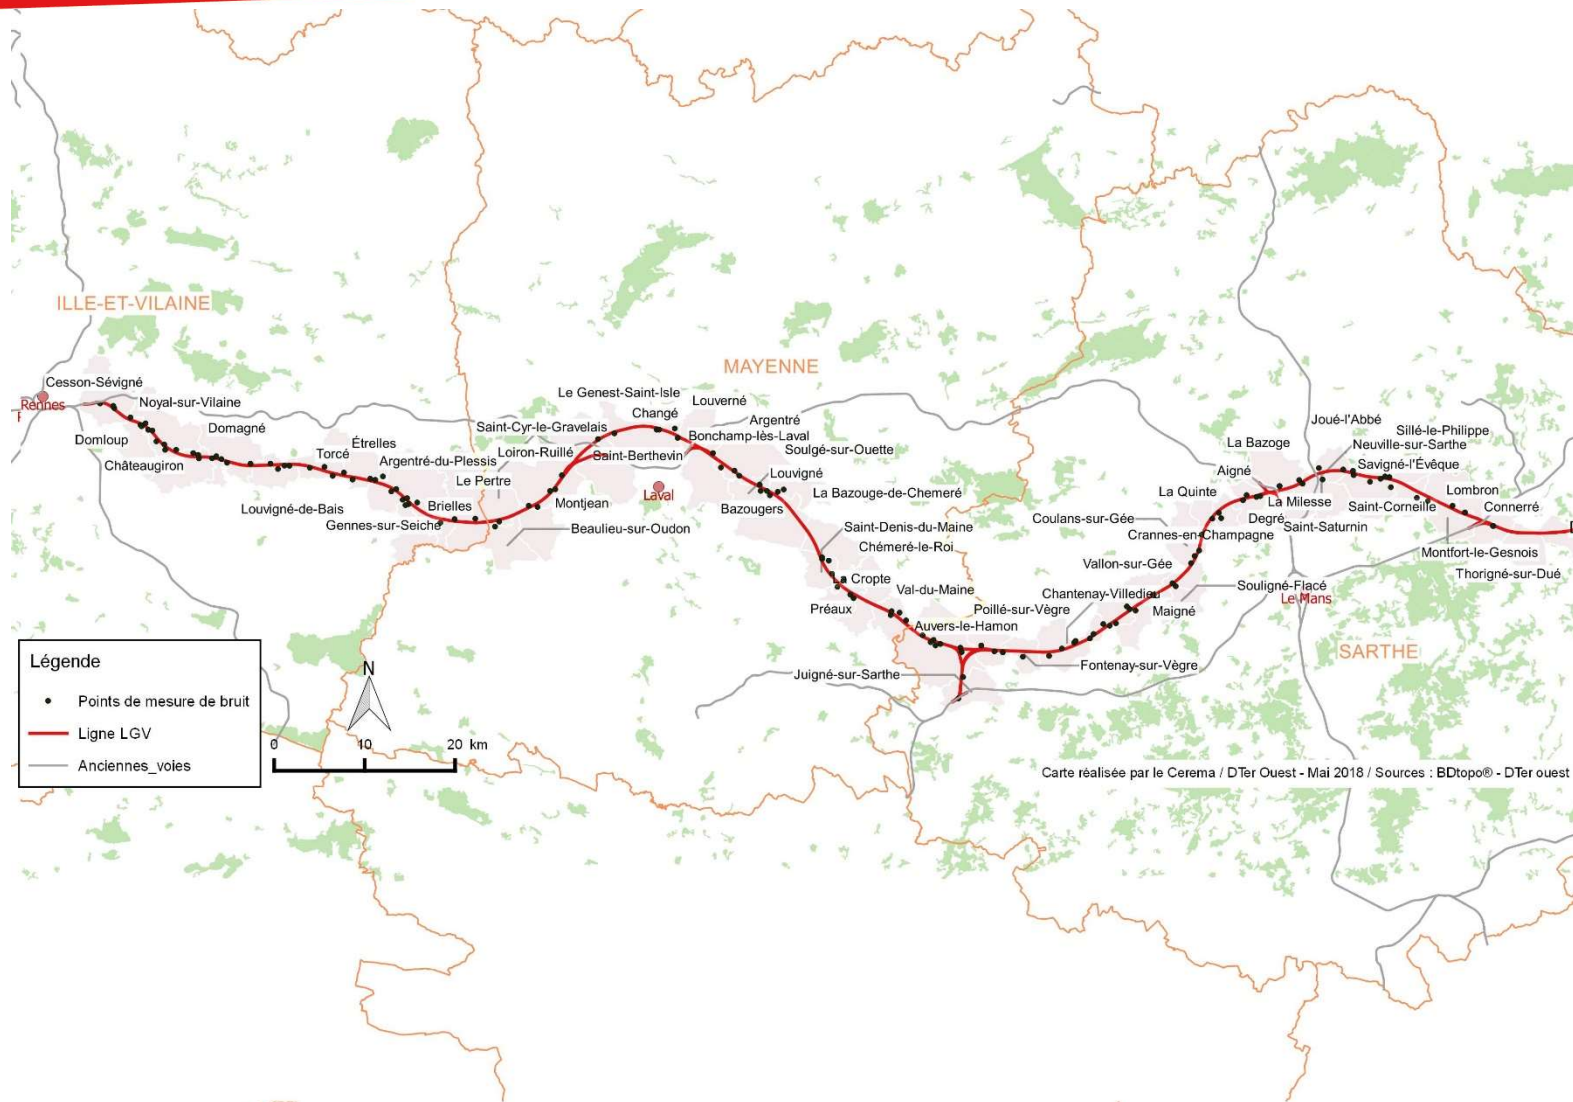 ILLE-ET-VILAINE
MAYENNE
Cesson-Sévigné
Rennes
Noyal-sur-Vilaine
Domloup
Domagné
Châteaugiron
Étrelles
Torcé
Argentré-du-Plessis
Louvigné-de-Bais
Gennes-sur-Seiche
Brielles
Le Pertre
Loiron-Ruillé
Saint-Cyr-le-Gravelais
Le Genest-Saint-Isle
Changé
Louverné
Argentré
Bonchamp-lès-Laval
Soulgé-sur-Ouette
Saint-Berthevin
Laval
Montjean
Beaulieu-sur-Oudon
Louvigné
Bazougers
La Bazouge-de-Chemeré
Saint-Denis-du-Maine
Chémeré-le-Roi
La Cropte
Préaux
Val-du-Maine
Auvers-le-Hamon
Poillé-sur-Vègre
Juigné-sur-Sarthe
Fontenay-sur-Vègre
Chantenay-Villedieu
Maigné
Vallon-sur-Gée
Souligné-Flacé
Le Mans
Crannes-en-Champagne
Coulans-sur-Gée
La Quinte
Degré
Aigné
La Milesse
Saint-Saturnin
La Bazoge
Joué-l'Abbé
Neuville-sur-Sarthe
Sillé-le-Philippe
Savigné-l'Évêque
Saint-Corneille
Lombron
Connerré
Montfort-le-Gesnois
Thorigné-sur-Dué
SARTHE
Légende
Points de mesure de bruit
Ligne LGV
Anciennes_voies
N
0 10 20 km
Carte réalisée par le Cerema / DTer Ouest - Mai 2018 / Sources : BDtopo® - DTer ouest